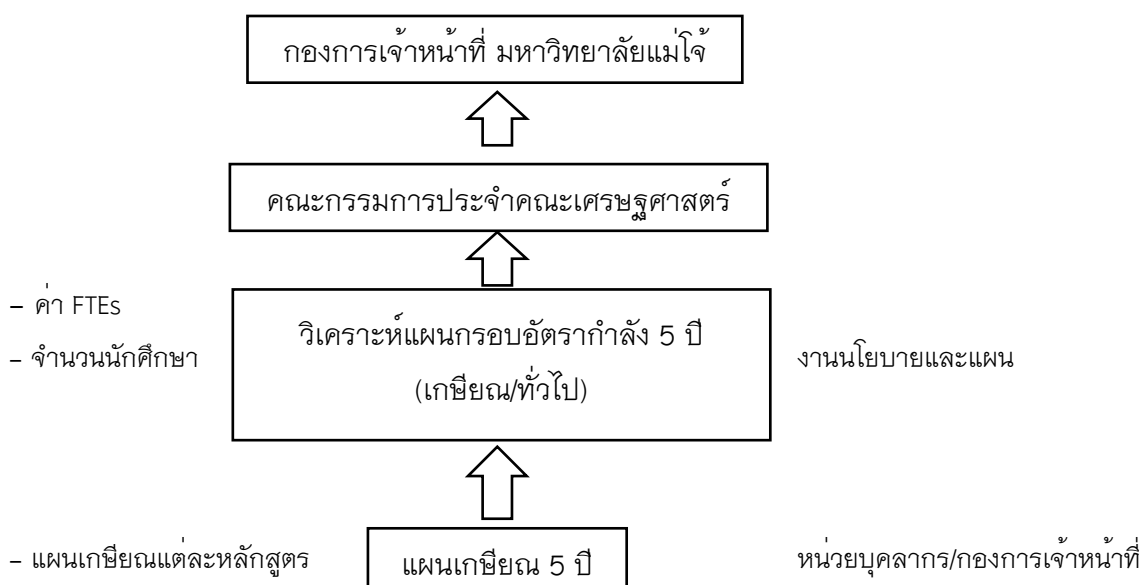 กองการเจ้าหน้าที่ มหาวิทยาลัยแม่โจ้
คณะกรรมการประจำคณะเศรษฐศาสตร์
– ค่า FTEs
– จำนวนนักศึกษา
วิเคราะห์แผนกรอบอัตรากำลัง 5 ปี
(เกษียณ/ทั่วไป)
งานนโยบายและแผน
– แผนเกษียณแต่ละหลักสูตร
แผนเกษียณ 5 ปี
หน่วยบุคลากร/กองการเจ้าหน้าที่